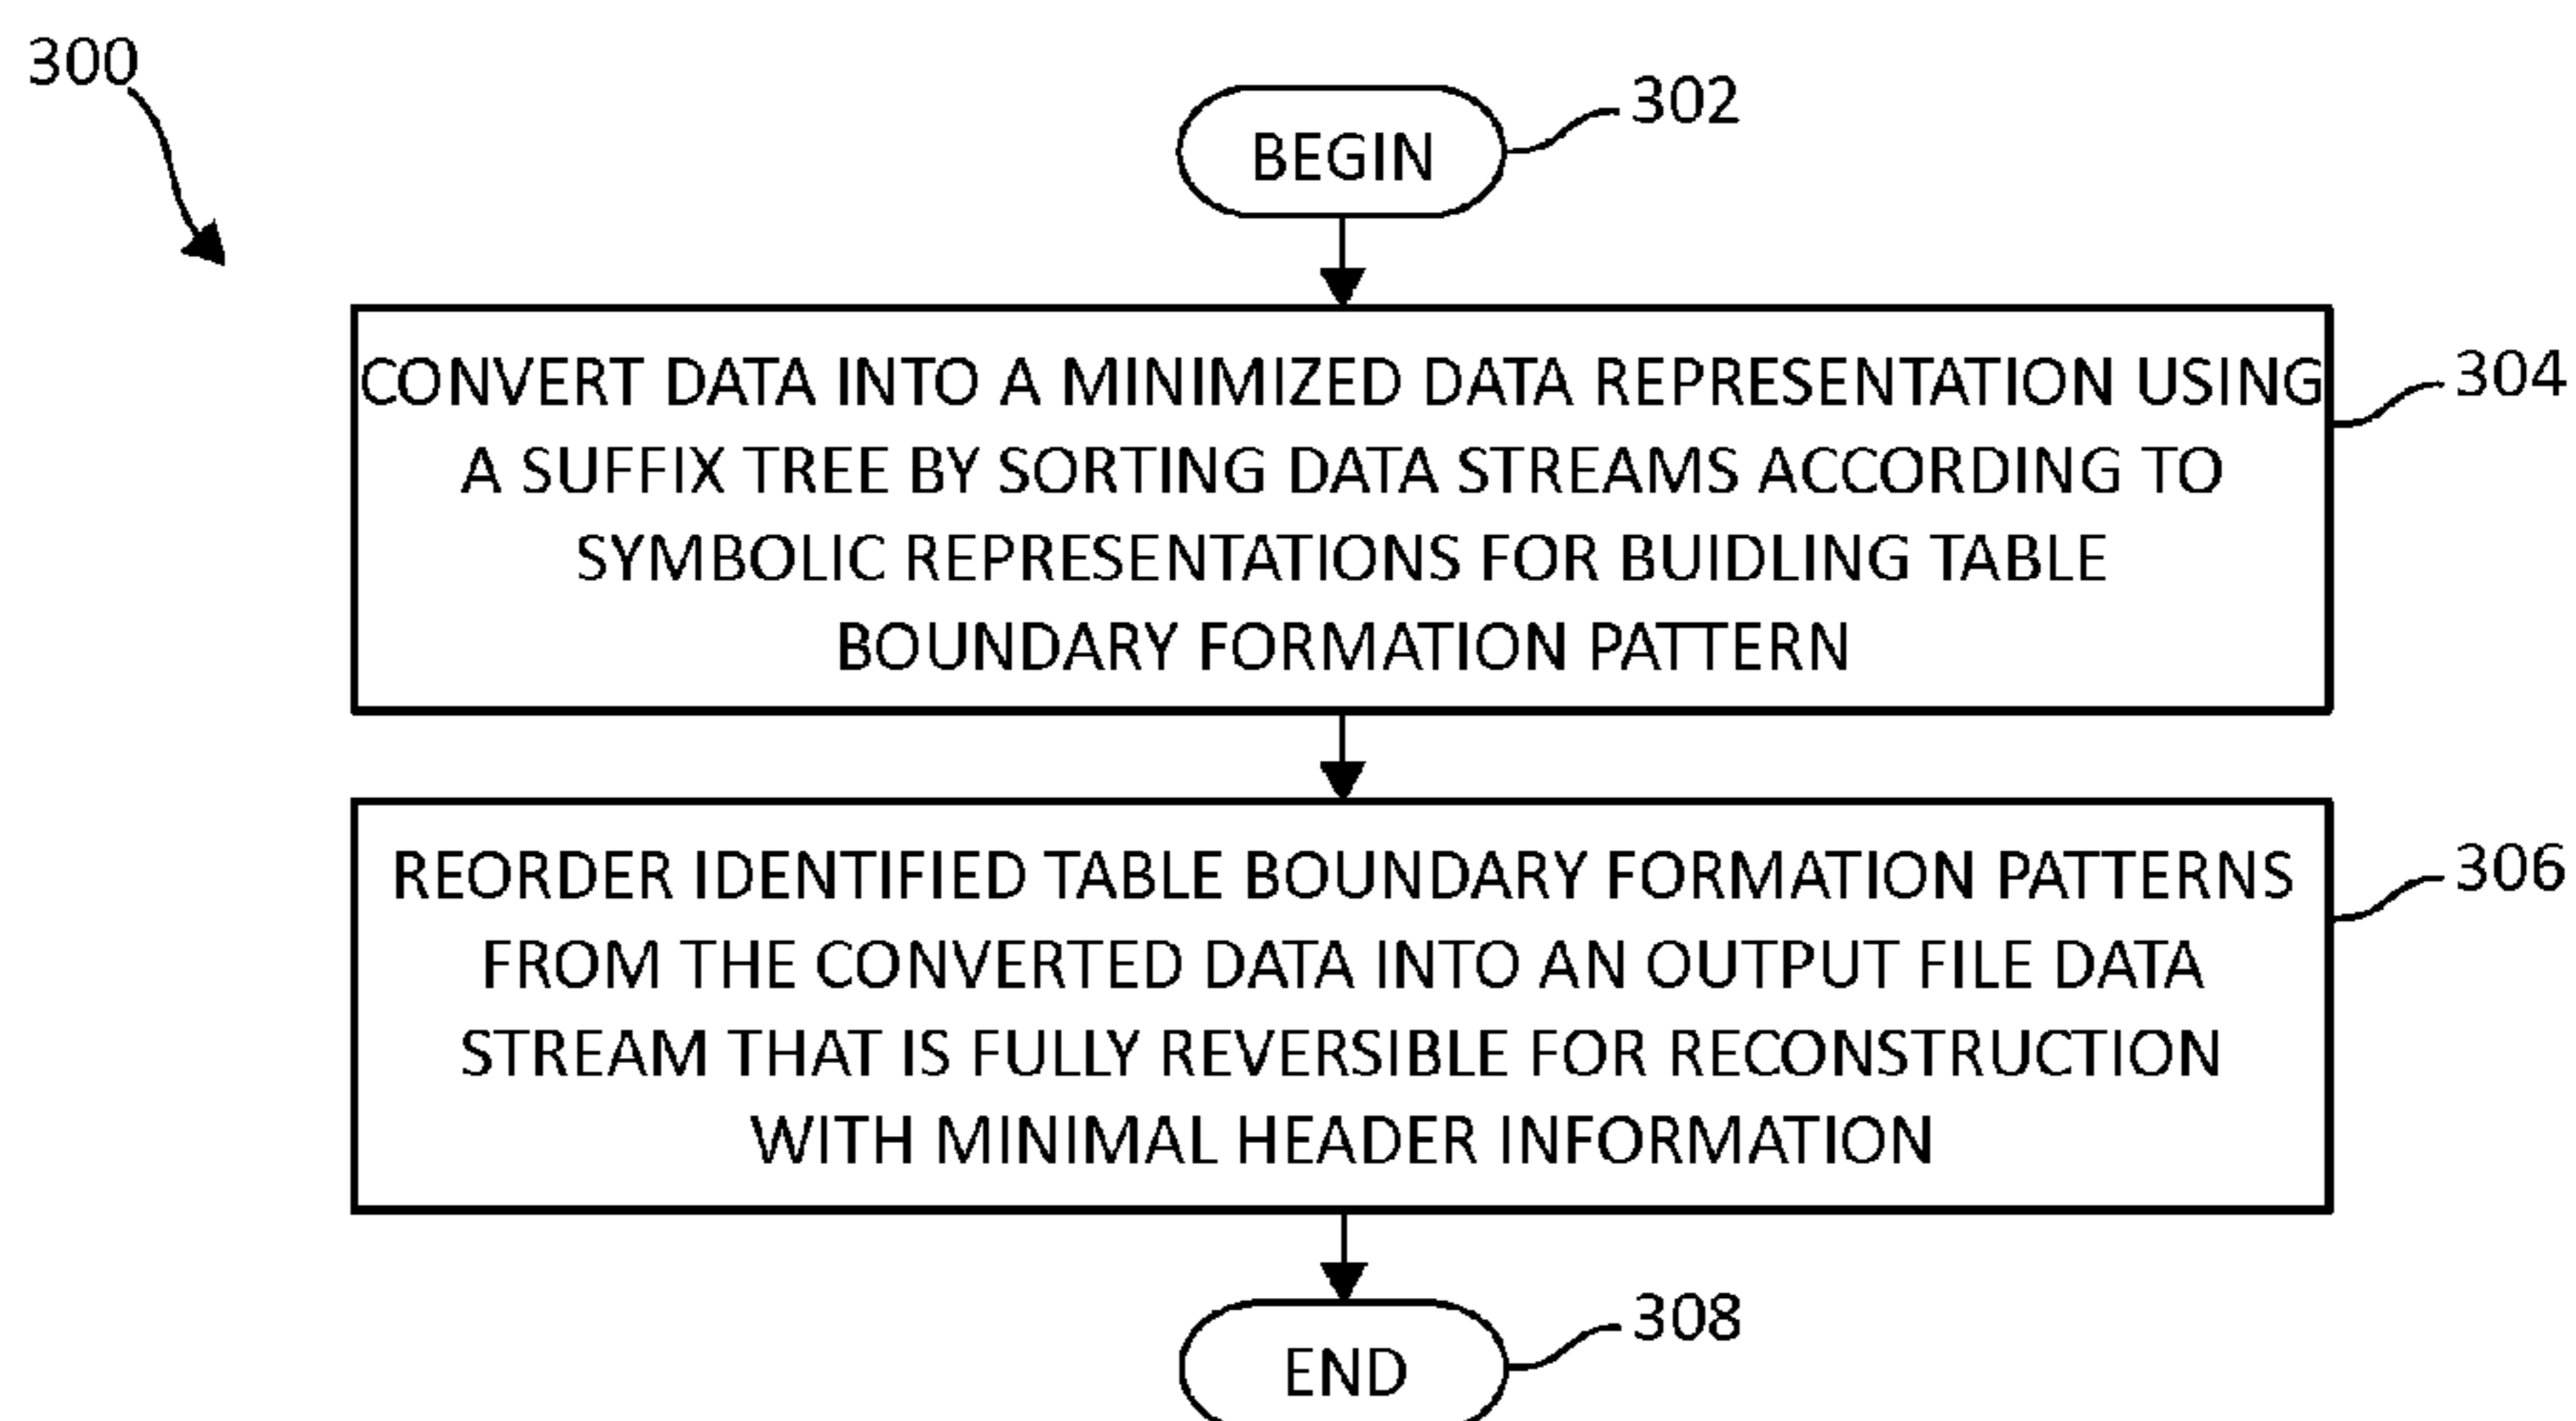 300
302
BEGIN
304
CONVERT DATA INTO A MINIMIZED DATA REPRESENTATION USING
A SUFFIX TREE BY SORTING DATA STREAMS ACCORDING TO
SYMBOLIC REPRESENTATIONS FOR BUIDLING TABLE
BOUNDARY FORMATION PATTERN
306
REORDER IDENTIFIED TABLE BOUNDARY FORMATION PATTERNS
FROM THE CONVERTED DATA INTO AN OUTPUT FILE DATA
STREAM THAT IS FULLY REVERSIBLE FOR RECONSTRUCTION
WITH MINIMAL HEADER INFORMATION
308
END